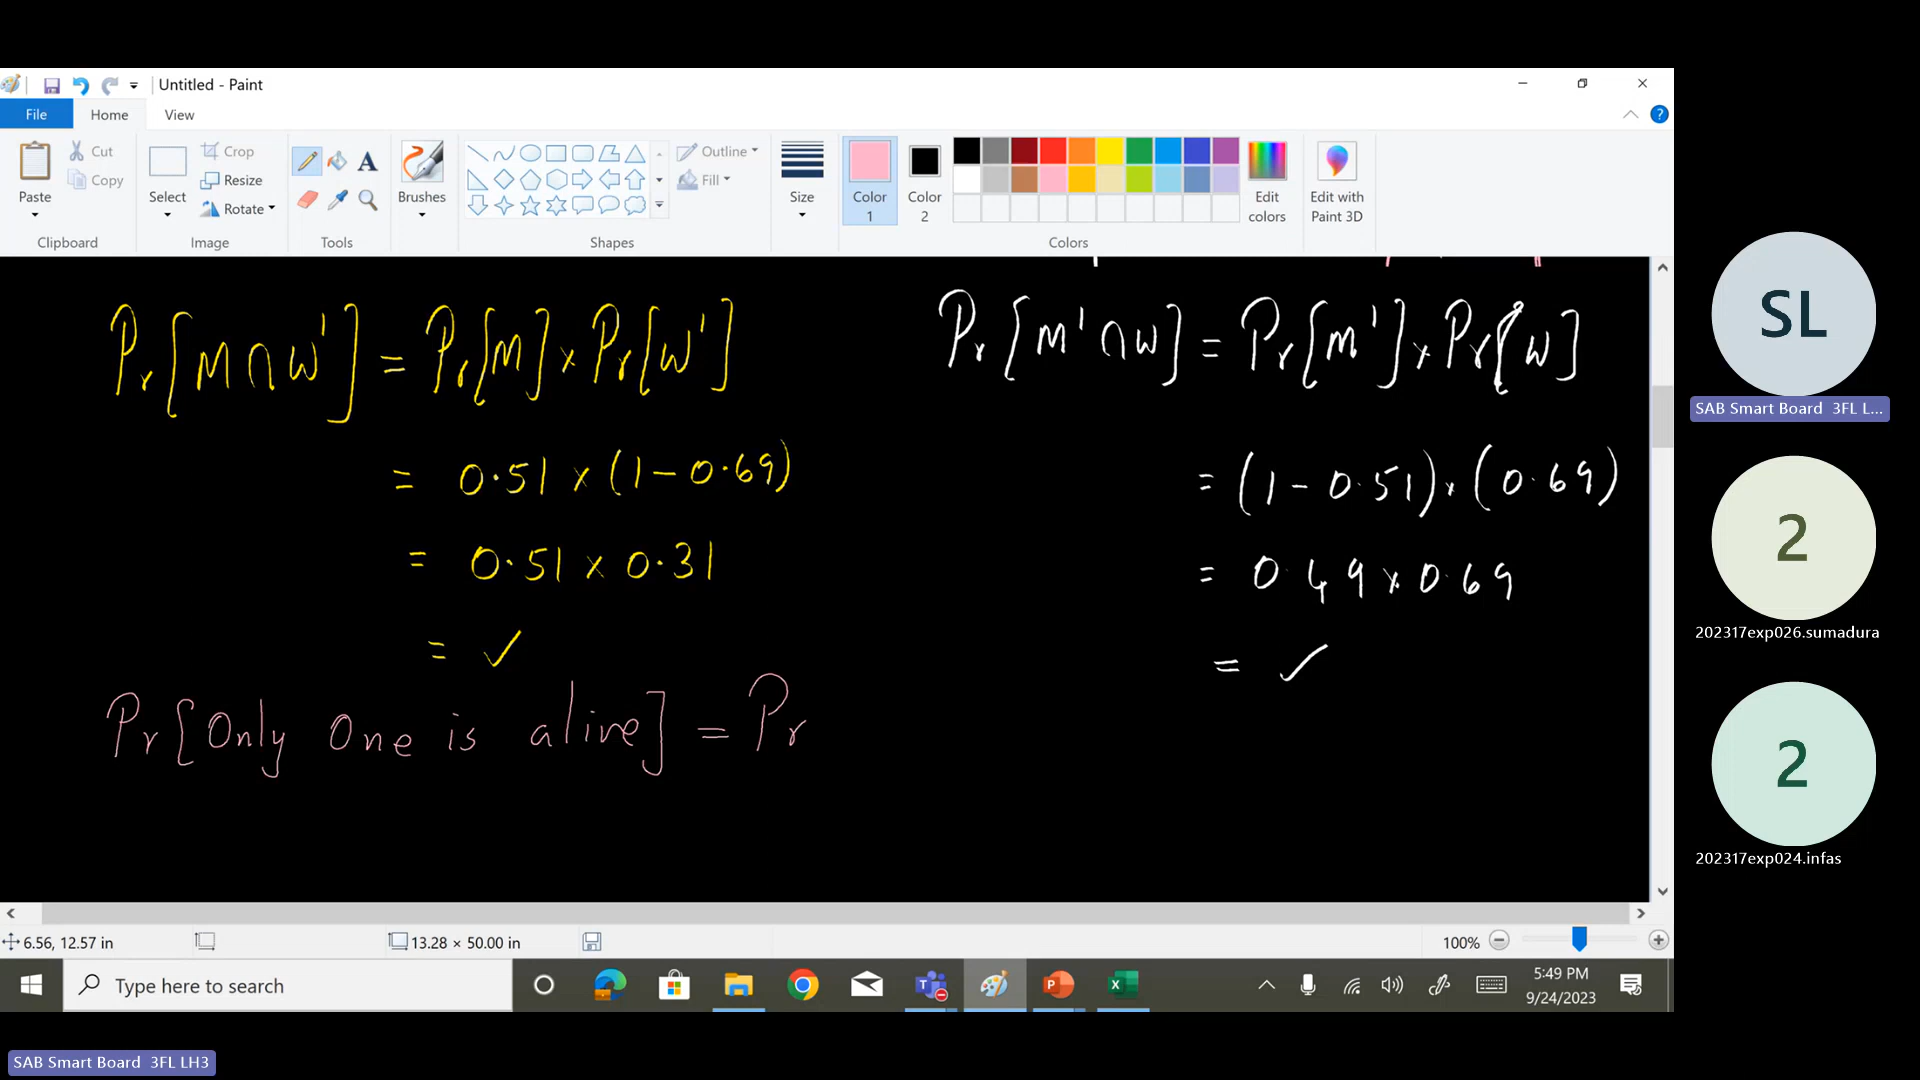 Untitled - Paint
File Home View
Paste
Cut
Copy
Clipboard
Select
Crop
Resize
Rotate
Image
Tools
Brushes
Shapes
Outline
Fill
Size
Color 1
Color 2
Edit colors
Edit with Paint 3D
Colors
Pr[M∩W'] = Pr[M] × Pr[W']
= 0.51 × (1 - 0.69)
= 0.51 × 0.31
= ✓
Pr[M'∩W] = Pr[M'] × Pr[W]
= (1 - 0.51) × (0.69)
= 0.49 × 0.69
= ✓
Pr[Only One is alive] = Pr
6.56, 12.57 in
13.28 × 50.00 in
100%
Type here to search
5:49 PM
9/24/2023
SL
SAB Smart Board 3FL L...
2
202317exp026.sumadura
2
202317exp024.infas
SAB Smart Board 3FL LH3